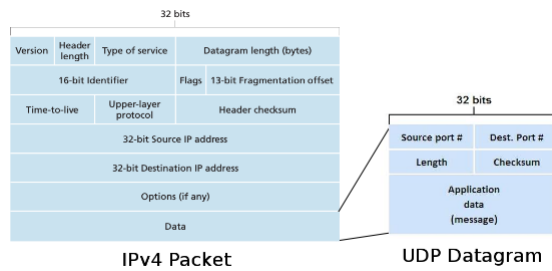 32 bits
Version
Header
length
Type of service
Datagram length (bytes)
16-bit Identifier
Flags
13-bit Fragmentation offset
Time-to-live
Upper-layer
protocol
Header checksum
32-bit Source IP address
32-bit Destination IP address
Options (if any)
Data
IPv4 Packet
32 bits
Source port #
Dest. Port #
Length
Checksum
Application
data
(message)
UDP Datagram